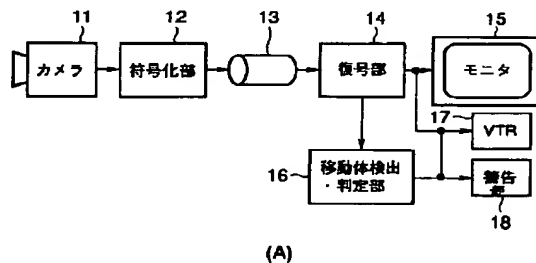 11
12
13
14
15
カメラ
符号化部
復号部
モニタ
17
VTR
16
移動体検出
・判定部
警告部
18
(A)